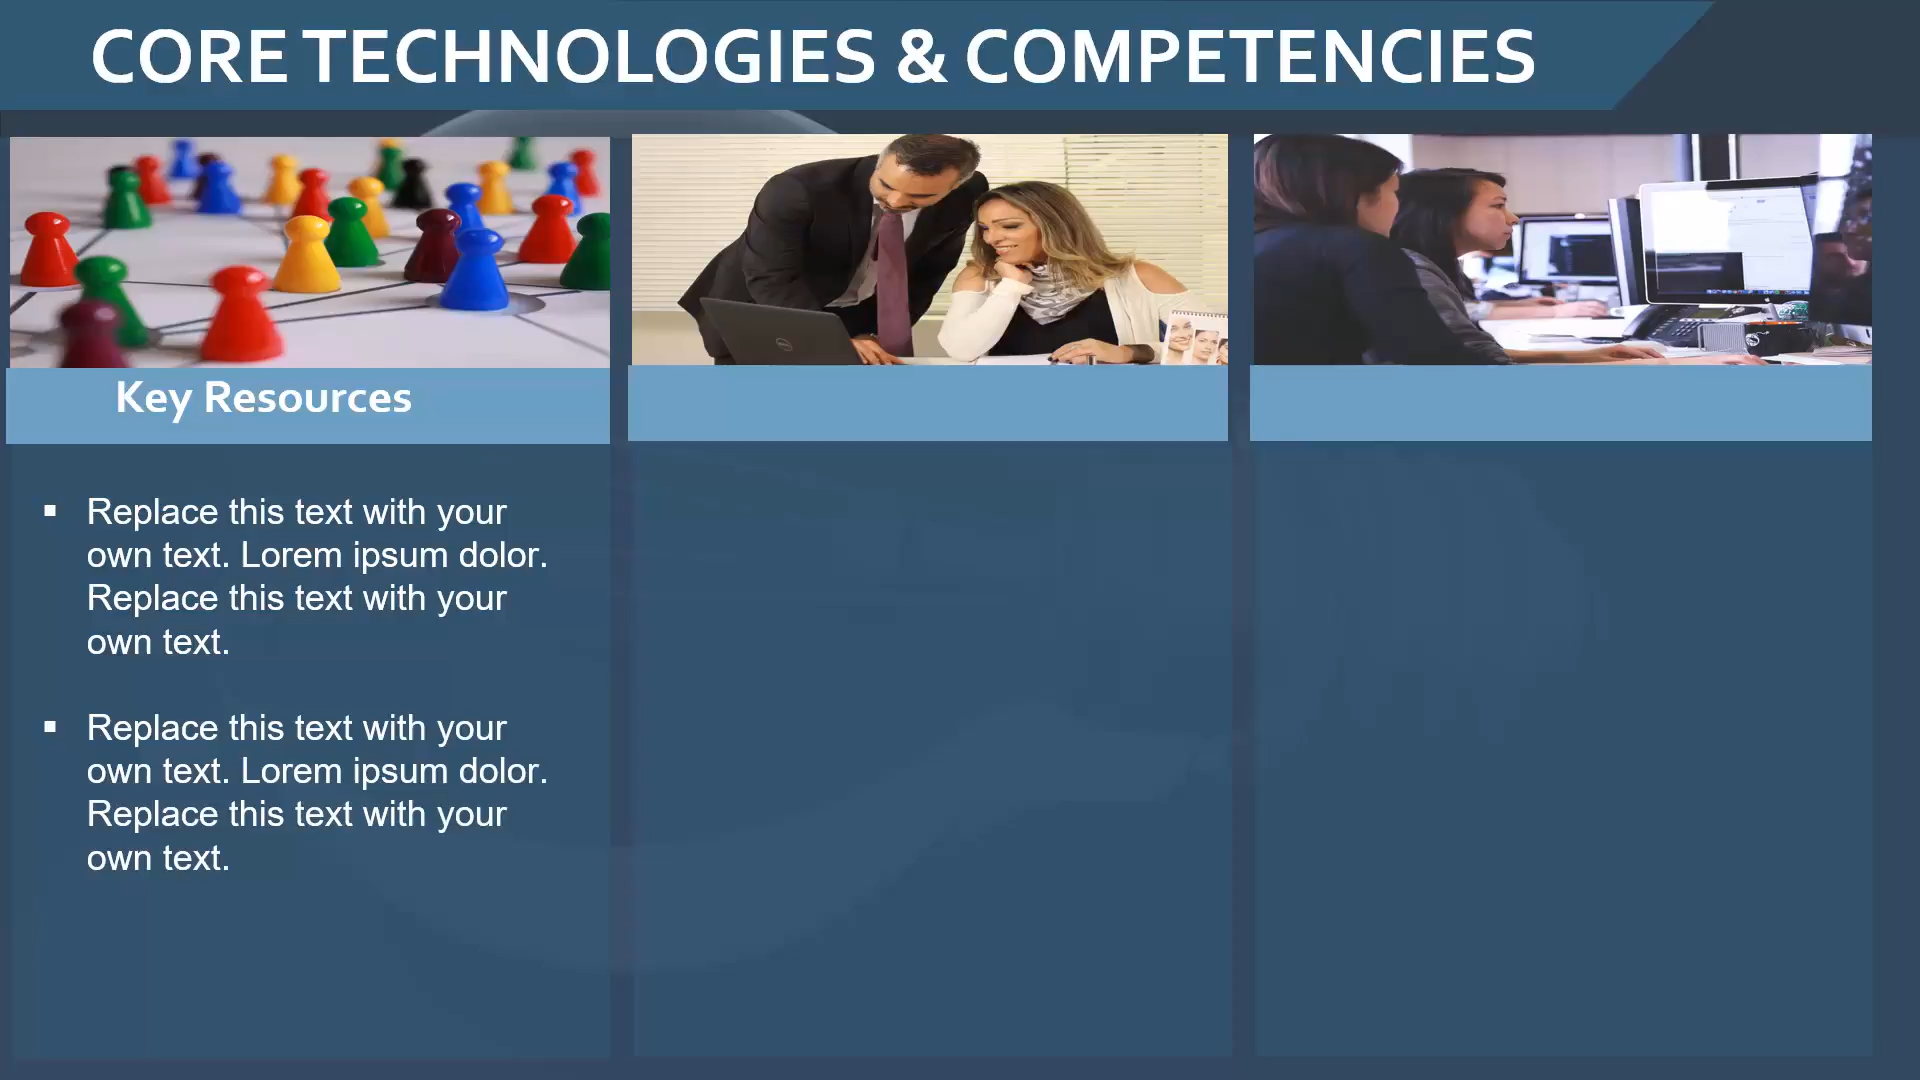 CORE TECHNOLOGIES & COMPETENCIES
Key Resources
▪ Replace this text with your
own text. Lorem ipsum dolor.
Replace this text with your
own text.
▪ Replace this text with your
own text. Lorem ipsum dolor.
Replace this text with your
own text.